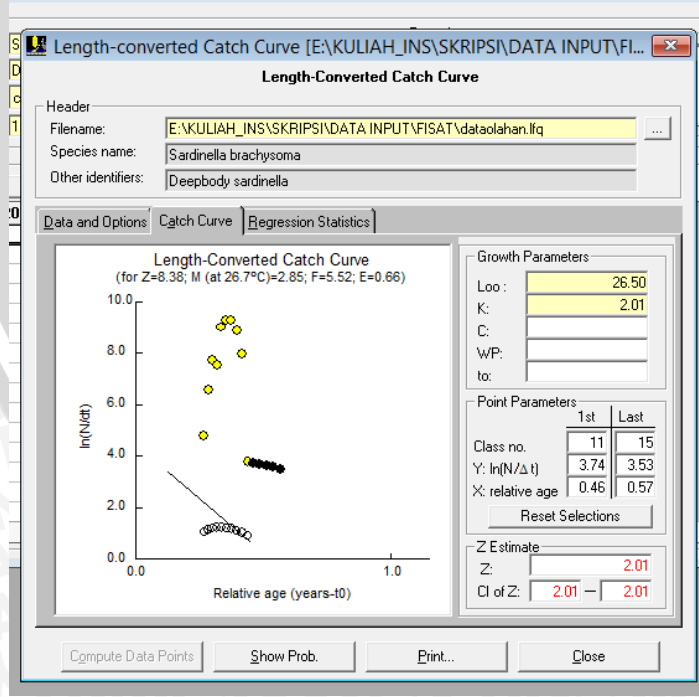 Length-converted Catch Curve [E:\KULIAH_INS\SKRIPSI\DATA INPUT\FI...
Length-Converted Catch Curve
Header
Filename: E:\KULIAH_INS\SKRIPSI\DATA INPUT\FISAT\dataolahan.lfq ...
Species name: Sardinella brachysoma
Other identifiers: Deepbody sardinella
Data and Options Catch Curve Regression Statistics
Length-Converted Catch Curve
(for Z=8.38; M (at 26.7ºC)=2.85; F=5.52; E=0.66)
10.0
8.0
6.0
4.0
2.0
0.0
ln(N/dt)
0.0 1.0
Relative age (years-t0)
Growth Parameters
Loo : 26.50
K: 2.01
C:
WP:
to:
Point Parameters
1st Last
Class no. 11 15
Y: ln(N/Δ t) 3.74 3.53
X: relative age 0.46 0.57
Reset Selections
Z Estimate
Z: 2.01
CI of Z: 2.01 — 2.01
Compute Data Points Show Prob. Print... Close